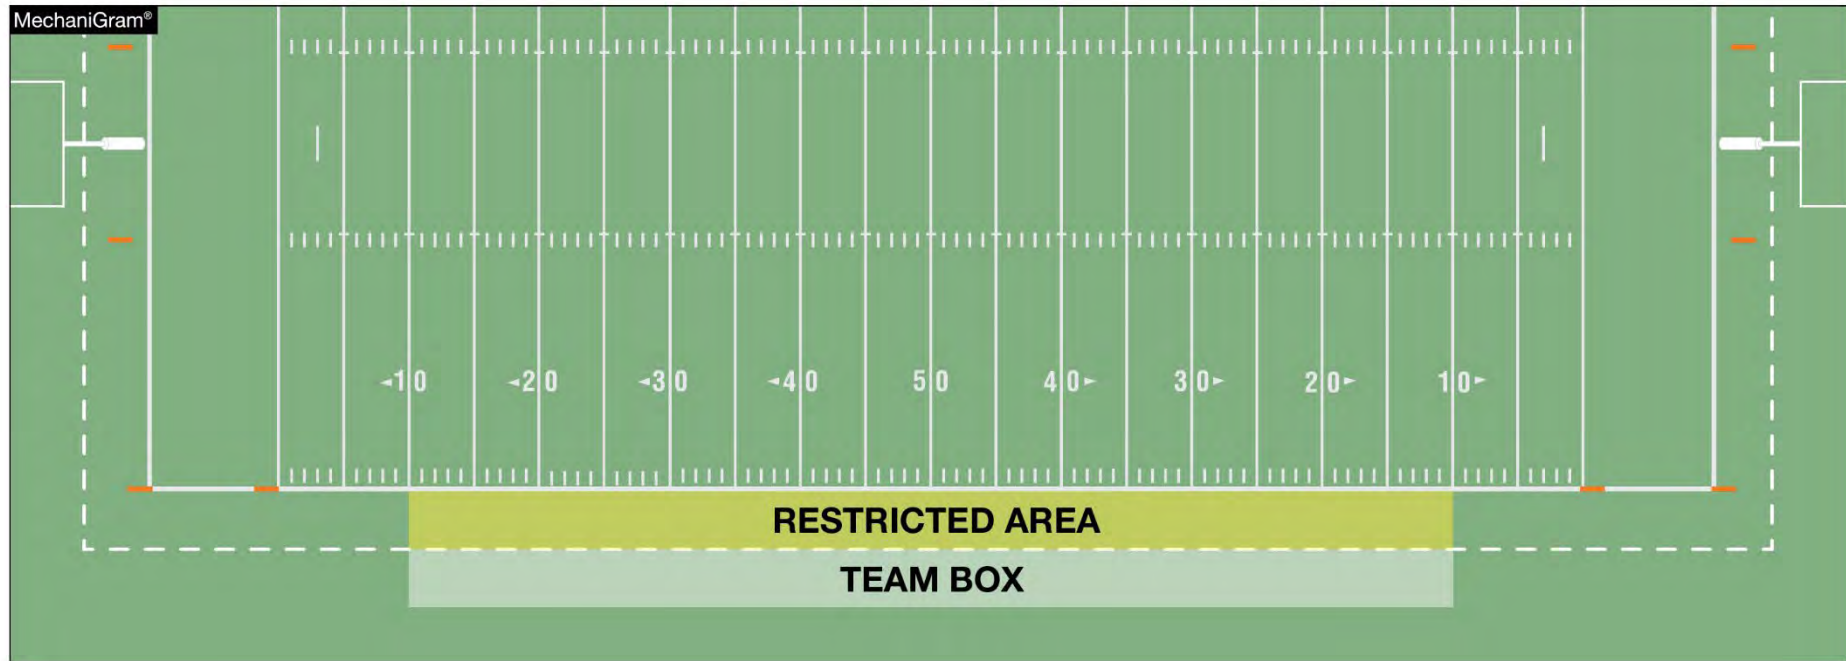 MechaniGram®
◄10 ◄20 ◄30 ◄40 50 40► 30► 20► 10►
RESTRICTED AREA
TEAM BOX